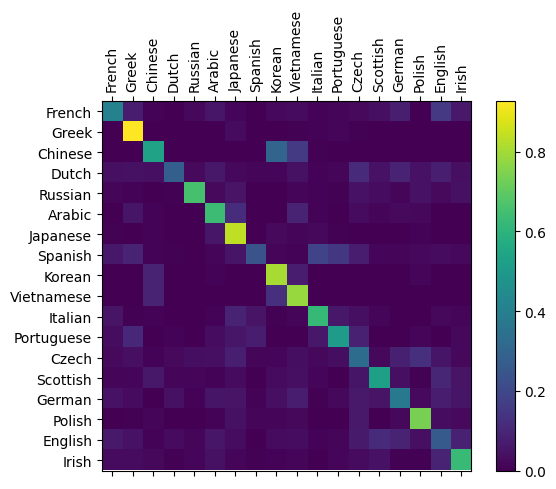 French
Greek
Chinese
Dutch
Russian
Arabic
Japanese
Spanish
Korean
Vietnamese
Italian
Portuguese
Czech
Scottish
German
Polish
English
Irish
French
Greek
Chinese
Dutch
Russian
Arabic
Japanese
Spanish
Korean
Vietnamese
Italian
Portuguese
Czech
Scottish
German
Polish
English
Irish
0.8
0.6
0.4
0.2
0.0